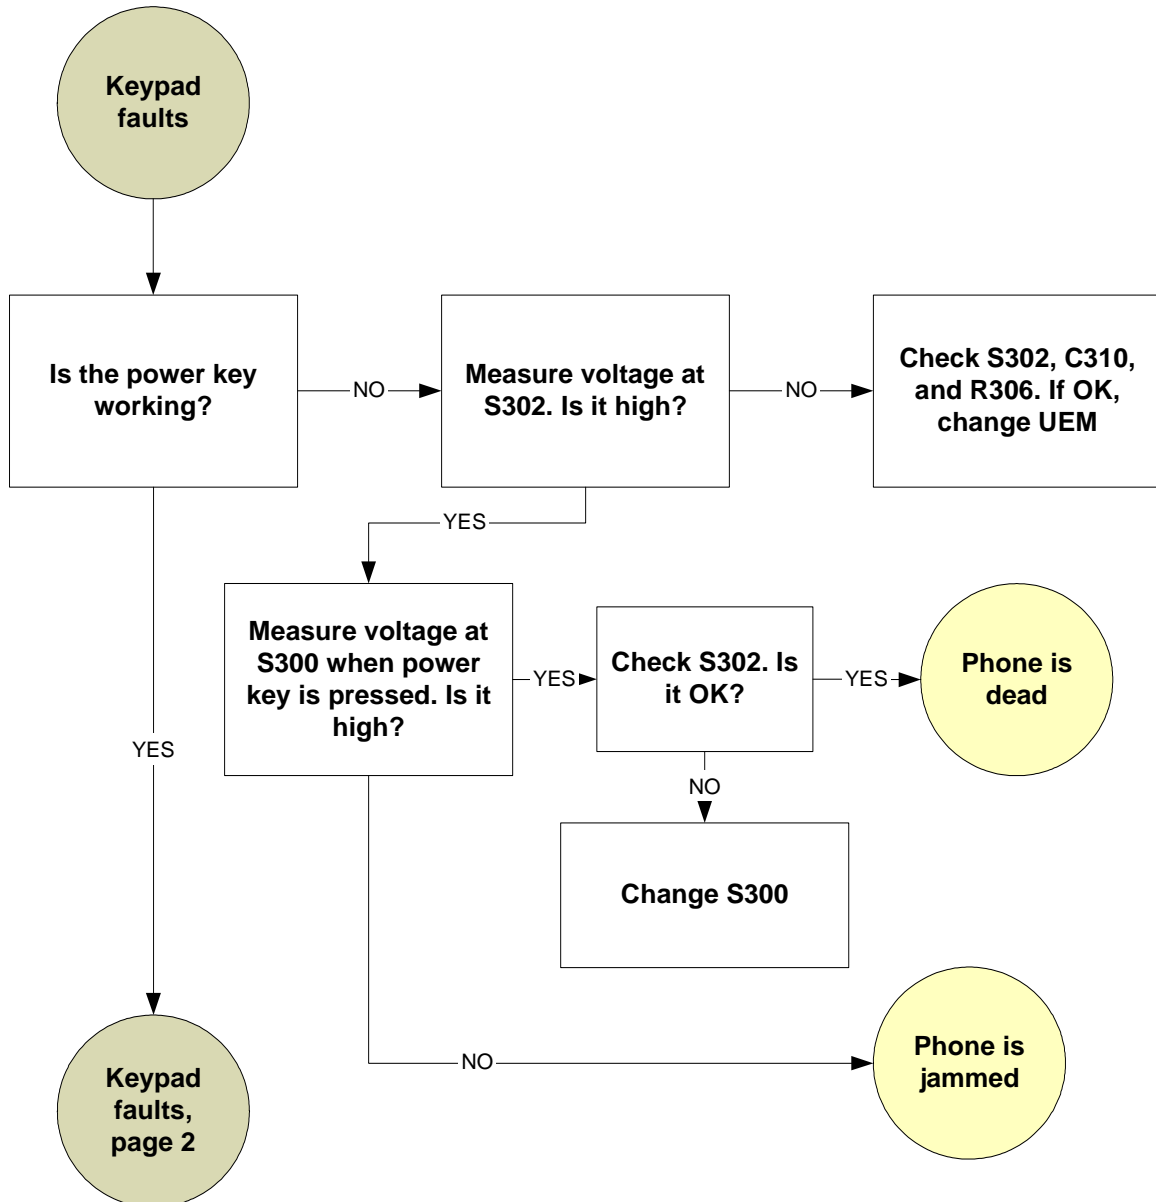 Keypad
faults
Is the power key
working?
NO
Measure voltage at
S302. Is it high?
NO
Check S302, C310,
and R306. If OK,
change UEM
YES
Measure voltage at
S300 when power
key is pressed. Is it
high?
YES
Check S302. Is
it OK?
YES
Phone is
dead
YES
NO
Change S300
NO
Phone is
jammed
Keypad
faults,
page 2